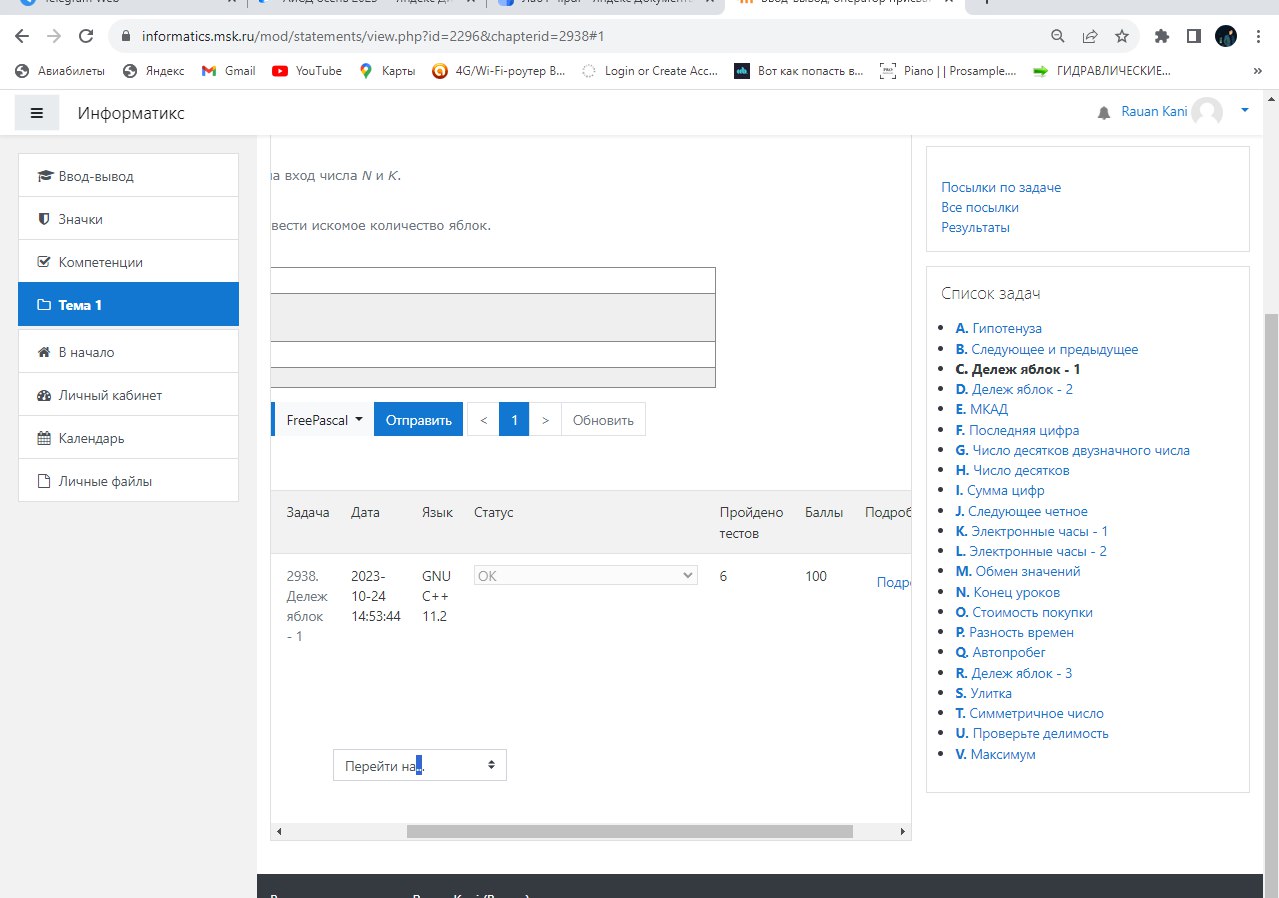 informatics.msk.ru/mod/statements/view.php?id=2296&chapterid=2938#1
Авиабилеты
Яндекс
Gmail
YouTube
Карты
4G/Wi-Fi-роутер B...
Login or Create Acc...
Вот как попасть в...
Piano | | Prosample....
ГИДРАВЛИЧЕСКИЕ...
»
Информатикс
Rauan Kani
Ввод-вывод
Значки
Компетенции
Тема 1
В начало
Личный кабинет
Календарь
Личные файлы
на вход числа N и K.
вести искомое количество яблок.
FreePascal
Отправить
<
1
>
Обновить
Задача
Дата
Язык
Статус
Пройдено
тестов
Баллы
Подроб
2938.
Дележ
яблок
- 1
2023-
10-24
14:53:44
GNU
C++
11.2
OK
6
100
Подро
Перейти на...
Посылки по задаче
Все посылки
Результаты
Список задач
A. Гипотенуза
B. Следующее и предыдущее
C. Дележ яблок - 1
D. Дележ яблок - 2
E. МКАД
F. Последняя цифра
G. Число десятков двузначного числа
H. Число десятков
I. Сумма цифр
J. Следующее четное
K. Электронные часы - 1
L. Электронные часы - 2
M. Обмен значений
N. Конец уроков
O. Стоимость покупки
P. Разность времен
Q. Автопробег
R. Дележ яблок - 3
S. Улитка
T. Симметричное число
U. Проверьте делимость
V. Максимум